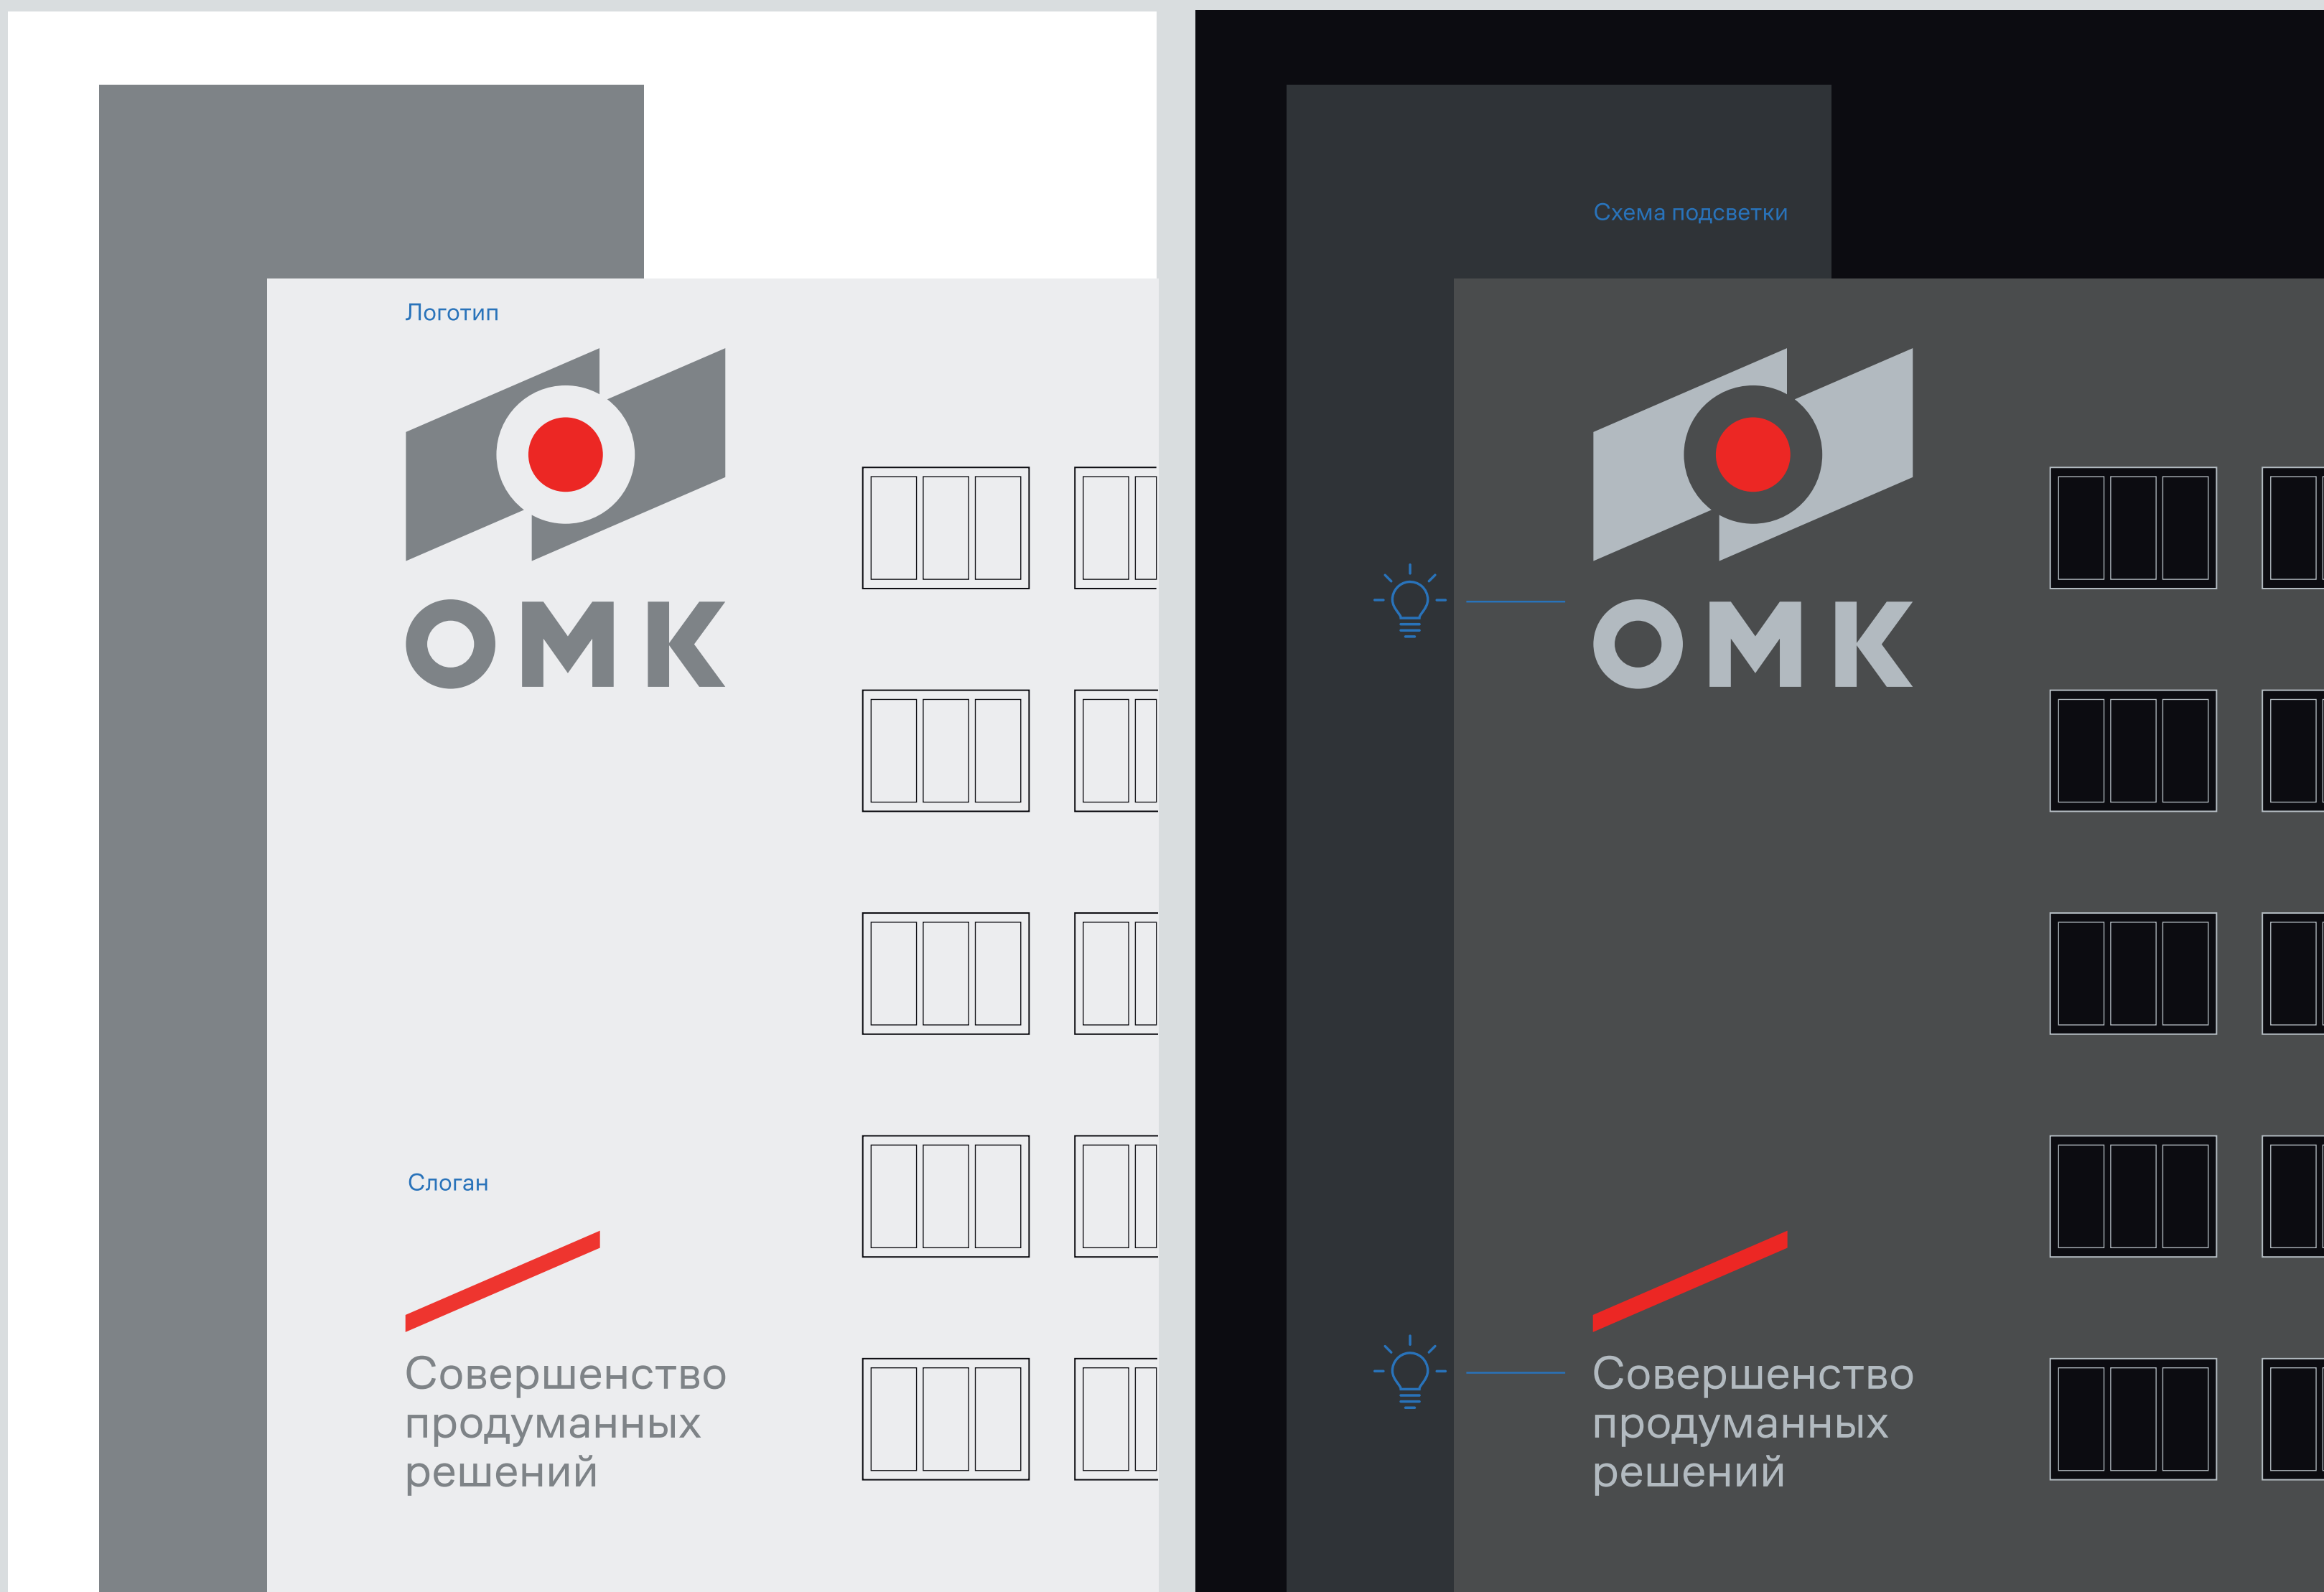 Логотип
ОМК
Слоган
Совершенство
продуманных
решений
Схема подсветки
ОМК
Совершенство
продуманных
решений